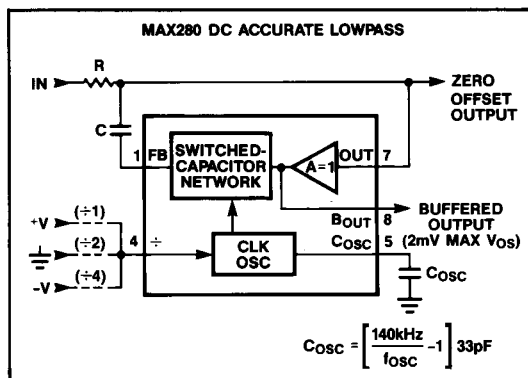 MAX280 DC ACCURATE LOWPASS
R
IN
ZERO
OFFSET
OUTPUT
C
1 FB
SWITCHED-
CAPACITOR
NETWORK
A=1
OUT 7
BOUT 8
BUFFERED
OUTPUT
(2mV MAX VOS)
+V (÷1)
(÷2)
-V (÷4)
4 ÷
CLK
OSC
COSC 5
COSC
COSC = [140kHz/fOSC -1] 33pF